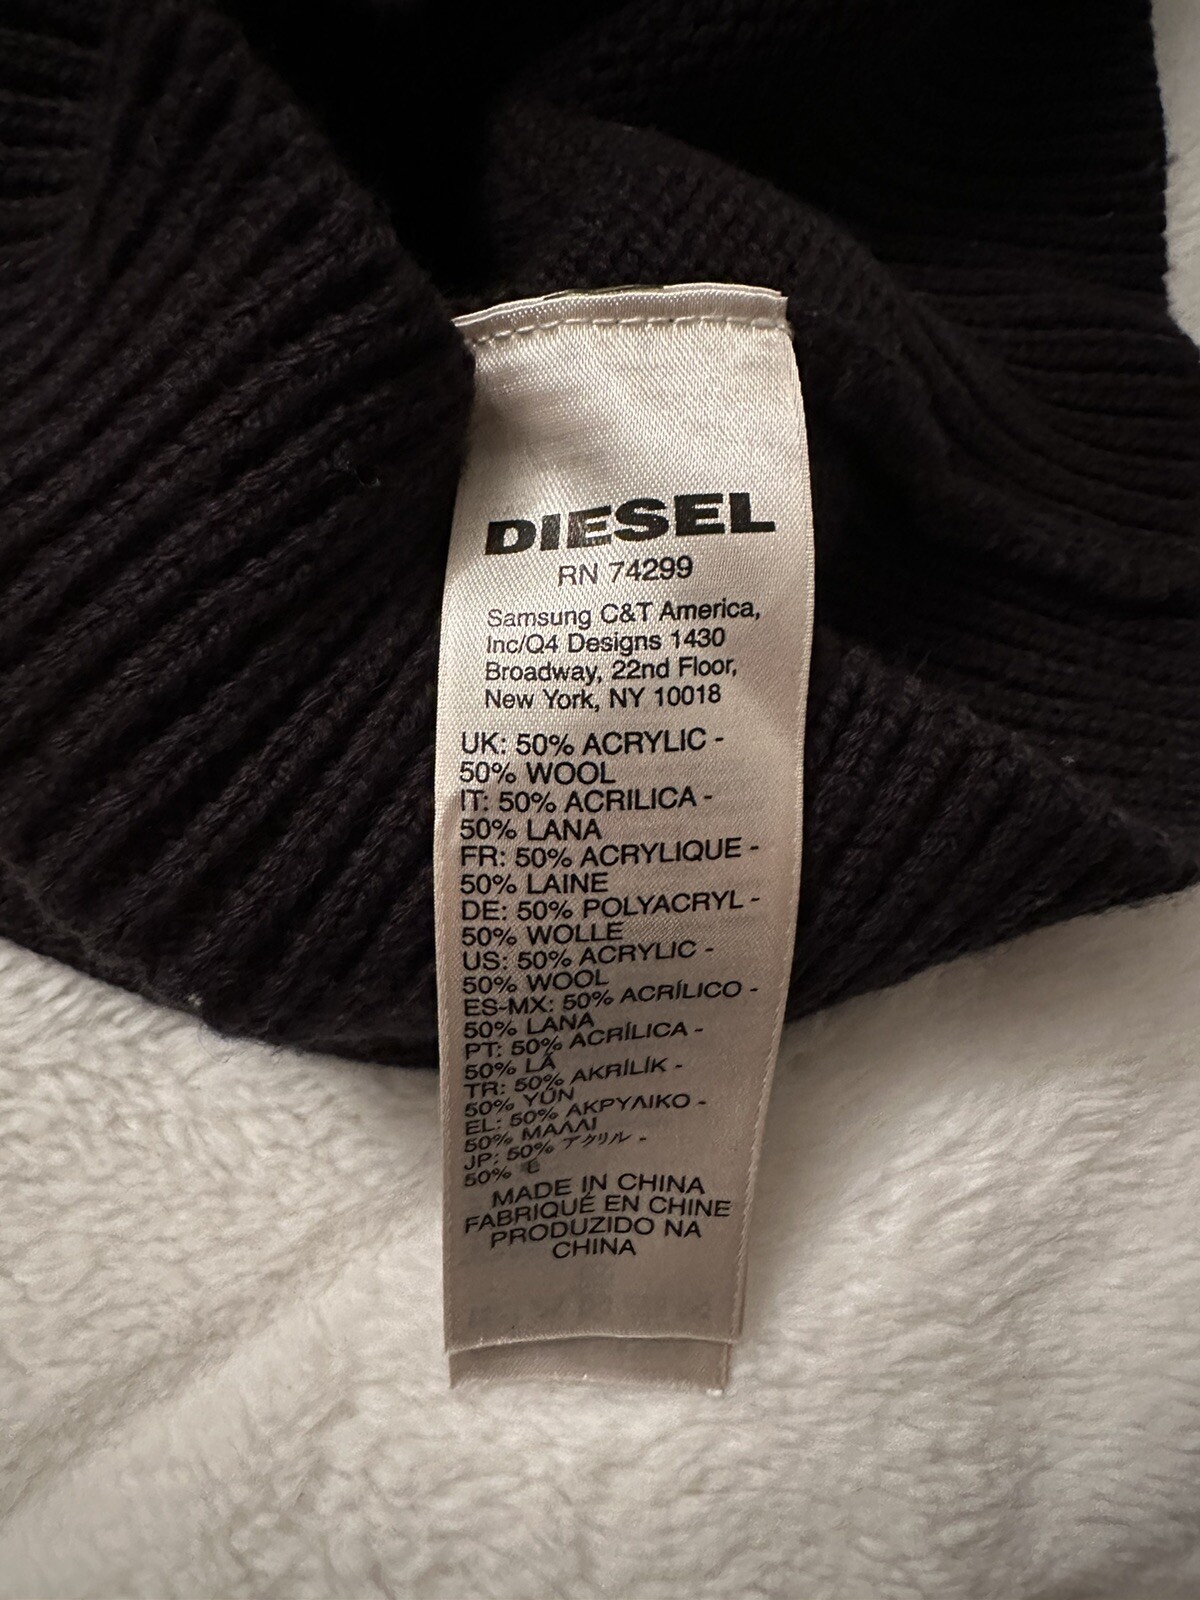 DIESEL
RN 74299
Samsung C&T America,
Inc/Q4 Designs 1430
Broadway, 22nd Floor,
New York, NY 10018
UK: 50% ACRYLIC -
50% WOOL
IT: 50% ACRILICA -
50% LANA
FR: 50% ACRYLIQUE -
50% LAINE
DE: 50% POLYACRYL -
50% WOLLE
US: 50% ACRYLIC -
50% WOOL
ES-MX: 50% ACRÍLICO -
50% LANA
PT: 50% ACRÍLICA -
50% LÃ
TR: 50% AKRİLİK -
50% YÜN
EL: 50% ΑΚΡΥΛΙΚΟ -
50% ΜΑΛΛΙ
JP: 50% アクリル -
50% 毛
MADE IN CHINA
FABRIQUÉ EN CHINE
PRODUZIDO NA
CHINA